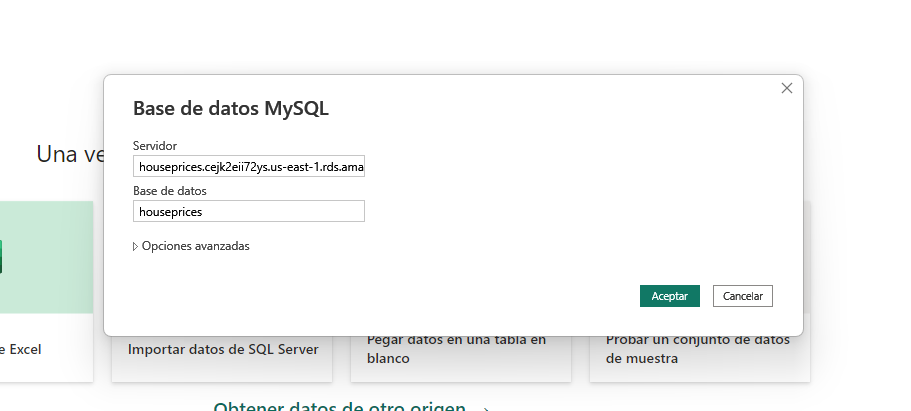 Base de datos MySQL
Servidor
houseprices.cejk2eii72ys.us-east-1.rds.ama
Base de datos
houseprices
Opciones avanzadas
Aceptar
Cancelar
Una ve
e Excel
Importar datos de SQL Server
Pegar datos en una tabla en
blanco
Probar un conjunto de datos
de muestra
Obtener datos de otro origen →